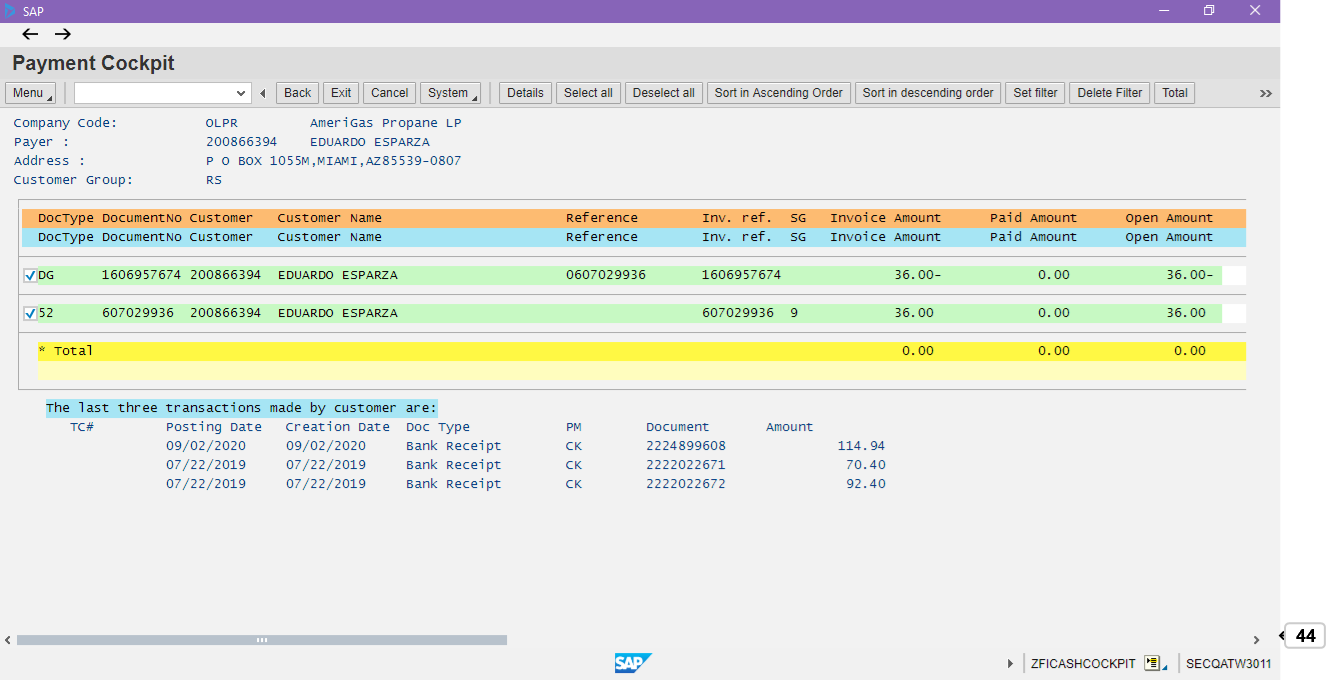 SAP
Payment Cockpit
Menu Back Exit Cancel System Details Select all Deselect all Sort in Ascending Order Sort in descending order Set filter Delete Filter Total
Company Code: OLPR AmeriGas Propane LP
Payer : 200866394 EDUARDO ESPARZA
Address : P O BOX 1055M,MIAMI,AZ85539-0807
Customer Group: RS
DocType DocumentNo Customer Customer Name Reference Inv. ref. SG Invoice Amount Paid Amount Open Amount
DocType DocumentNo Customer Customer Name Reference Inv. ref. SG Invoice Amount Paid Amount Open Amount
DG 1606957674 200866394 EDUARDO ESPARZA 0607029936 1606957674 36.00- 0.00 36.00-
52 607029936 200866394 EDUARDO ESPARZA 607029936 9 36.00 0.00 36.00
* Total 0.00 0.00 0.00
The last three transactions made by customer are:
TC# Posting Date Creation Date Doc Type PM Document Amount
09/02/2020 09/02/2020 Bank Receipt CK 2224899608 114.94
07/22/2019 07/22/2019 Bank Receipt CK 2222022671 70.40
07/22/2019 07/22/2019 Bank Receipt CK 2222022672 92.40
44
SAP ZFICASHCOCKPIT SECQATW3011